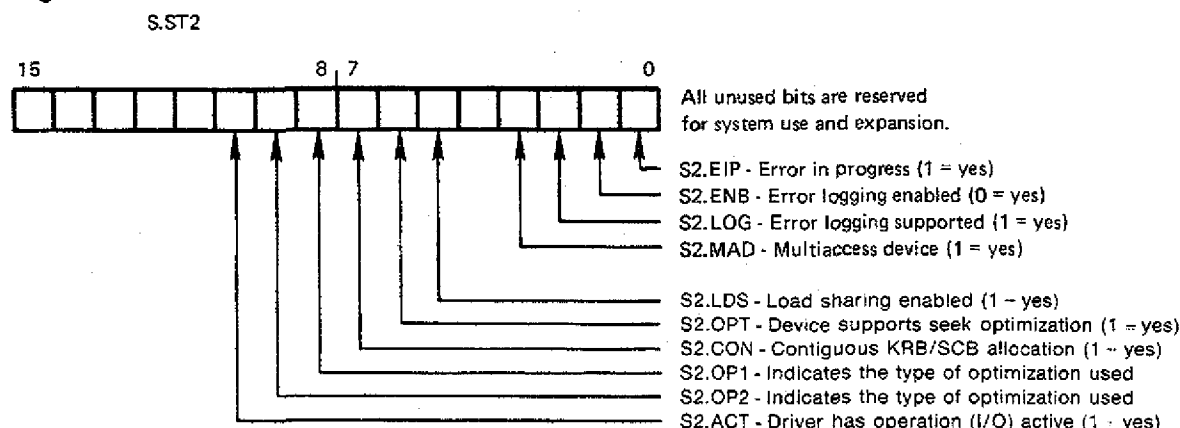 S.ST2
15 8 7 0
All unused bits are reserved
for system use and expansion.
S2.EIP - Error in progress (1 = yes)
S2.ENB - Error logging enabled (0 = yes)
S2.LOG - Error logging supported (1 = yes)
S2.MAD - Multiaccess device (1 = yes)
S2.LDS - Load sharing enabled (1 - yes)
S2.OPT - Device supports seek optimization (1 = yes)
S2.CON - Contiguous KRB/SCB allocation (1 - yes)
S2.OP1 - Indicates the type of optimization used
S2.OP2 - Indicates the type of optimization used
S2.ACT - Driver has operation (I/O) active (1 - yes)